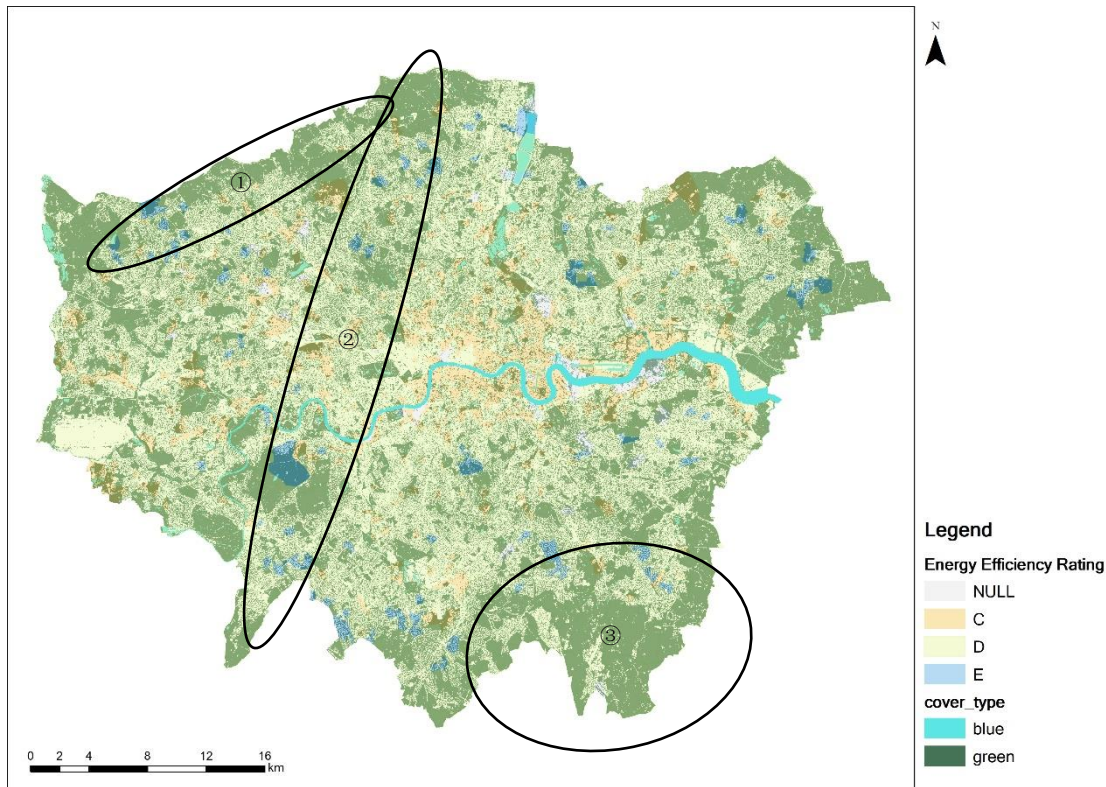 N
①
②
③
Legend
Energy Efficiency Rating
NULL
C
D
E
cover_type
blue
green
0 2 4 8 12 16
km